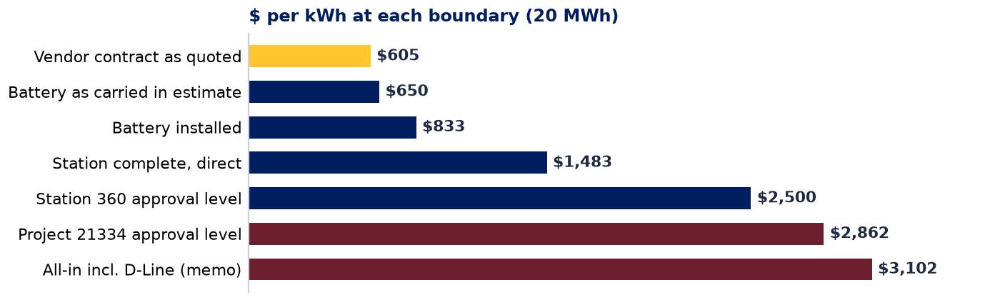 $ per kWh at each boundary (20 MWh)
Vendor contract as quoted $605
Battery as carried in estimate $650
Battery installed $833
Station complete, direct $1,483
Station 360 approval level $2,500
Project 21334 approval level $2,862
All-in incl. D-Line (memo) $3,102